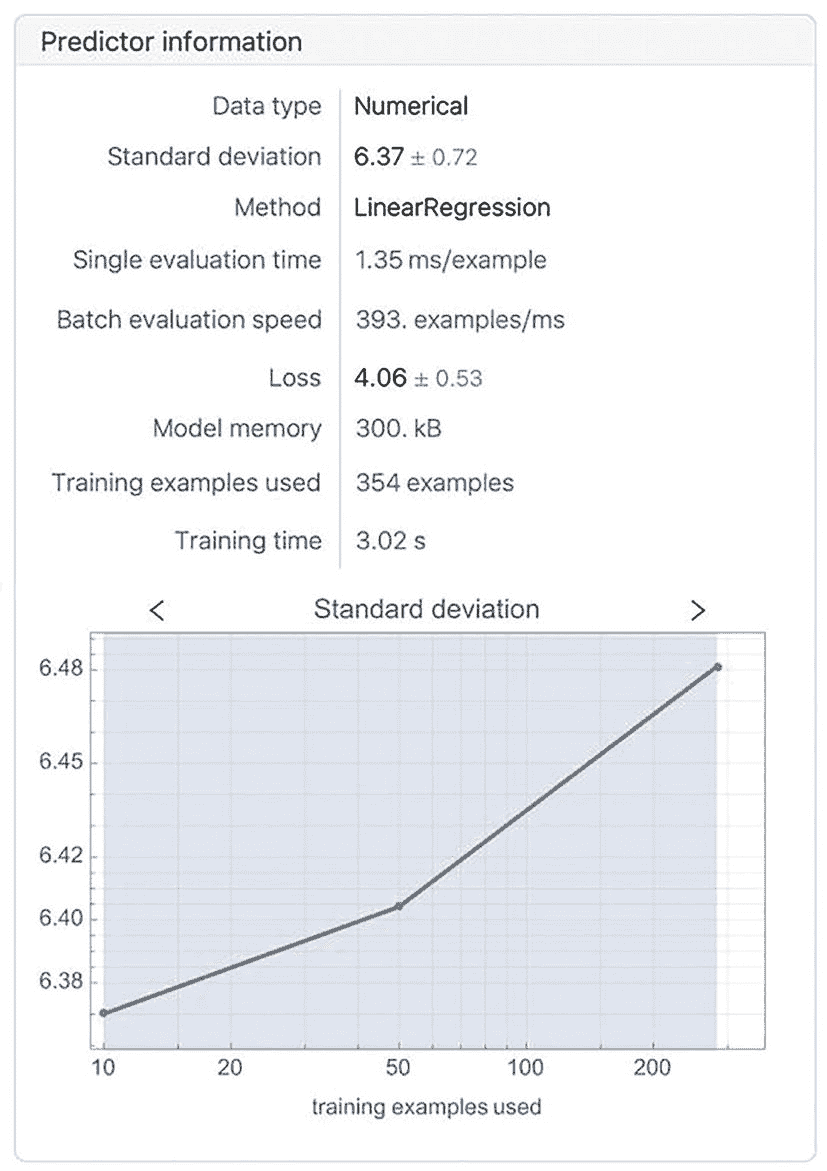 Predictor information
Data type Numerical
Standard deviation 6.37 ± 0.72
Method LinearRegression
Single evaluation time 1.35 ms/example
Batch evaluation speed 393. examples/ms
Loss 4.06 ± 0.53
Model memory 300. kB
Training examples used 354 examples
Training time 3.02 s
< Standard deviation >
6.48
6.45
6.42
6.40
6.38
10 20 50 100 200
training examples used